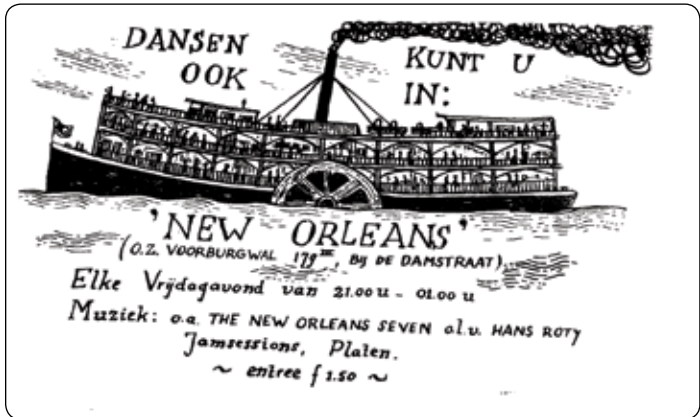 DANSEN KUNT U
OOK IN:
'NEW ORLEANS'
(O.Z. VOORBURGWAL 179III, BIJ DE DAMSTRAAT)
Elke Vrijdagavond van 21.00 u - 01.00 u
Muziek: o.a. THE NEW ORLEANS SEVEN o.l.v. HANS ROTY
Jamsessions, Platen.
~ entree f 1.50 ~